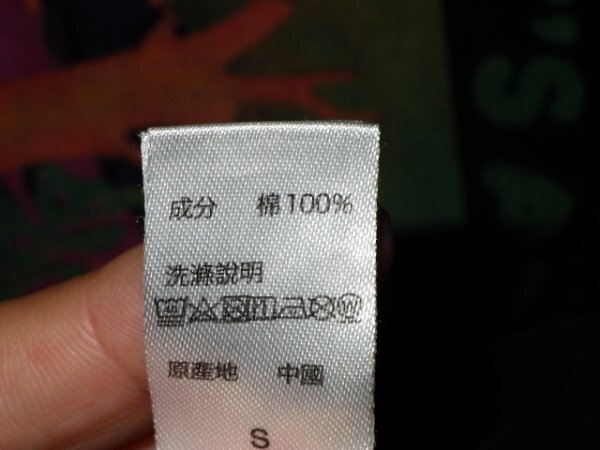 成分 棉100%
洗滌說明
原產地 中國
S